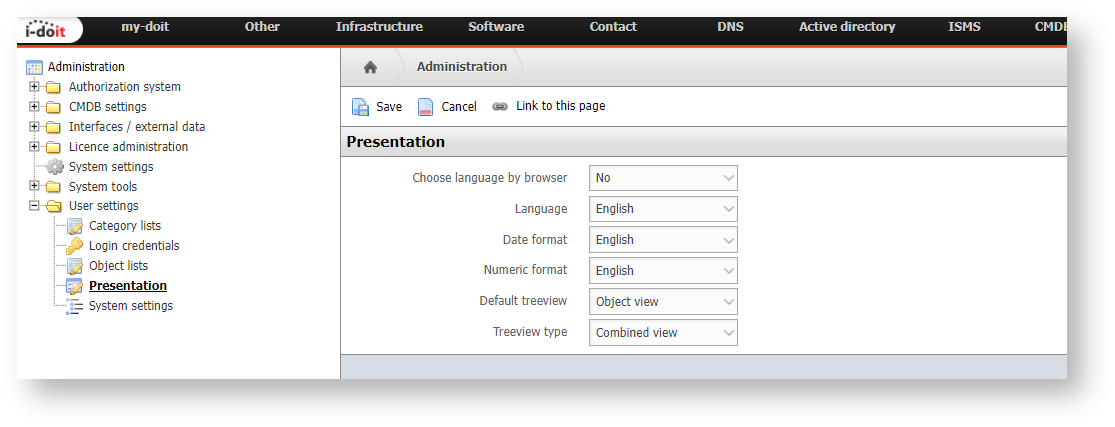 i-doit my-doit Other Infrastructure Software Contact DNS Active directory ISMS CMDB
Administration
Authorization system
CMDB settings
Interfaces / external data
Licence administration
System settings
System tools
User settings
Category lists
Login credentials
Object lists
Presentation
System settings
Administration
Save Cancel Link to this page
Presentation
Choose language by browser No
Language English
Date format English
Numeric format English
Default treeview Object view
Treeview type Combined view